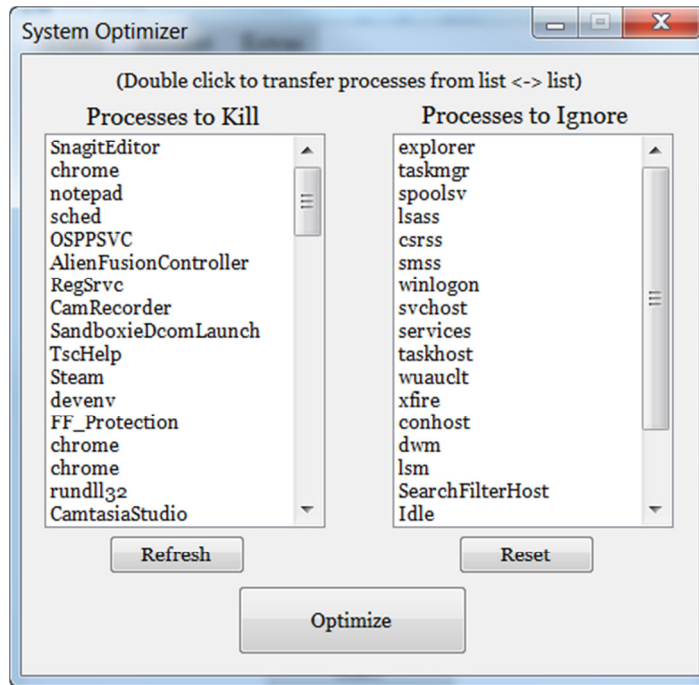 System Optimizer
(Double click to transfer processes from list <-> list)
Processes to Kill
SnagitEditor
chrome
notepad
sched
OSPPSVC
AlienFusionController
RegSrvc
CamRecorder
SandboxieDcomLaunch
TscHelp
Steam
devenv
FF_Protection
chrome
chrome
rundll32
CamtasiaStudio
Refresh
Processes to Ignore
explorer
taskmgr
spoolsv
lsass
csrss
smss
winlogon
svchost
services
taskhost
wuauclt
xfire
conhost
dwm
lsm
SearchFilterHost
Idle
Reset
Optimize